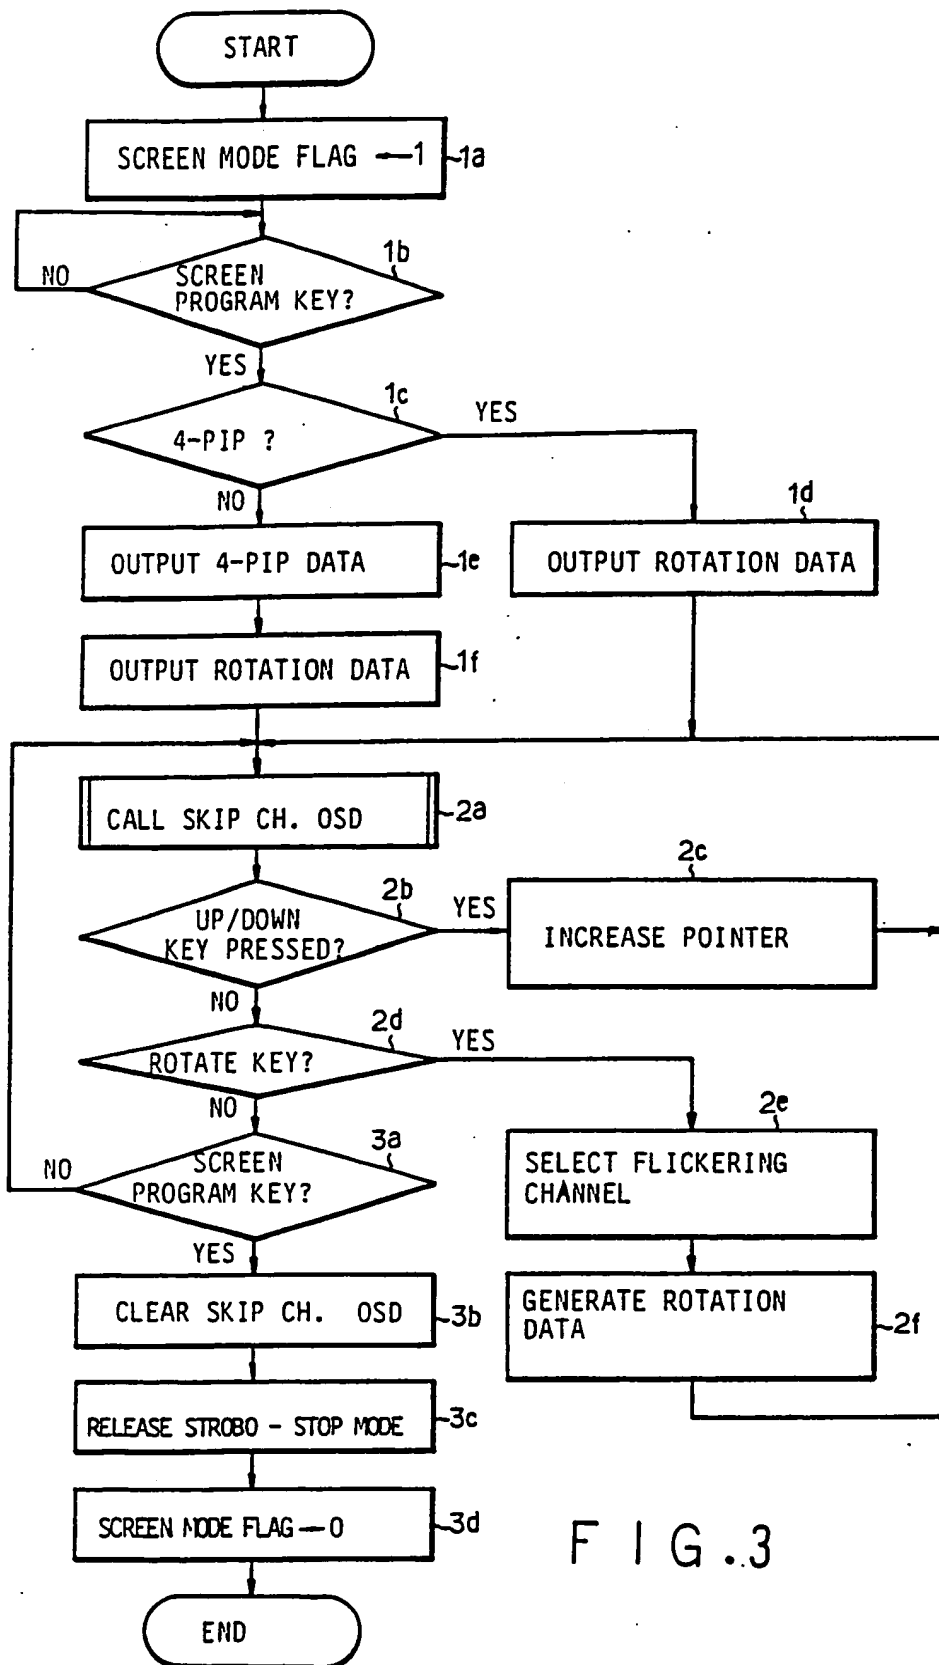 START
SCREEN MODE FLAG ←1
1a
1b
NO
SCREEN
PROGRAM KEY?
YES
1c
YES
4-PIP ?
NO
1d
OUTPUT 4-PIP DATA
1e
OUTPUT ROTATION DATA
OUTPUT ROTATION DATA
1f
CALL SKIP CH. OSD
2a
2c
2b
YES
UP/DOWN
KEY PRESSED?
INCREASE POINTER
NO
2d
YES
ROTATE KEY?
NO
2e
3a
NO
SCREEN
PROGRAM KEY?
SELECT FLICKERING
CHANNEL
YES
CLEAR SKIP CH. OSD
3b
GENERATE ROTATION
DATA
2f
RELEASE STROBO - STOP MODE
3c
SCREEN MODE FLAG ←0
3d
FIG.3
END